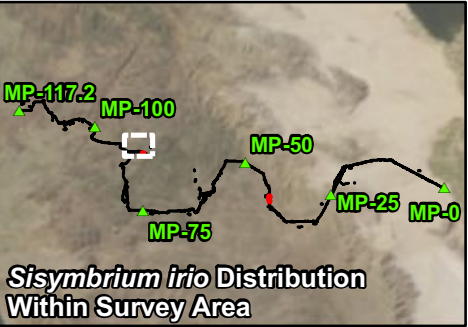 MP-117.2
MP-100
MP-50
MP-25
MP-0
MP-75
Sisymbrium irio Distribution
Within Survey Area